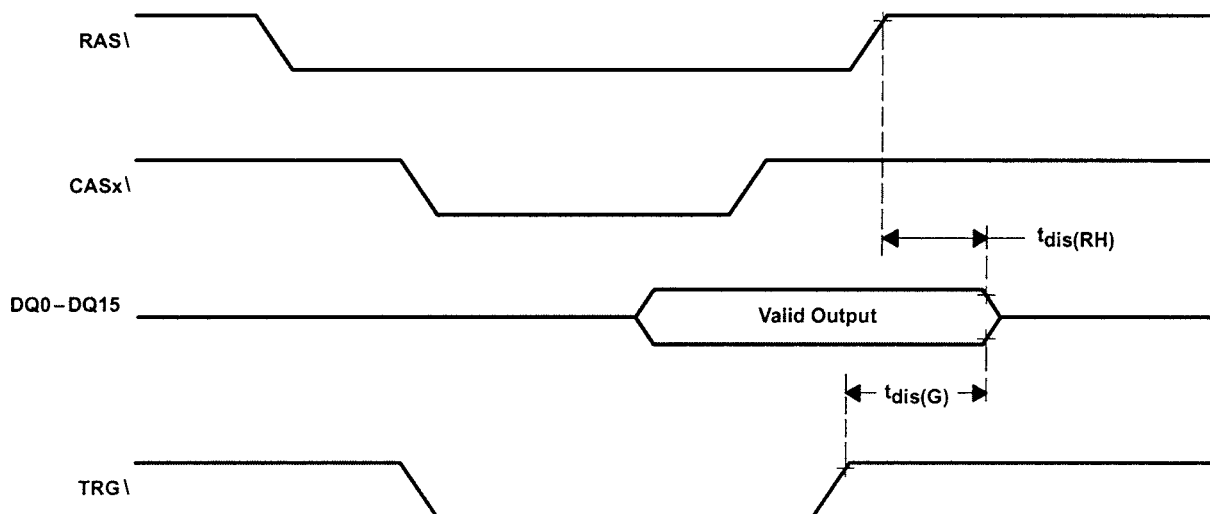 RAS\
CASx\
tdis(RH)
DQ0–DQ15
Valid Output
tdis(G)
TRG\